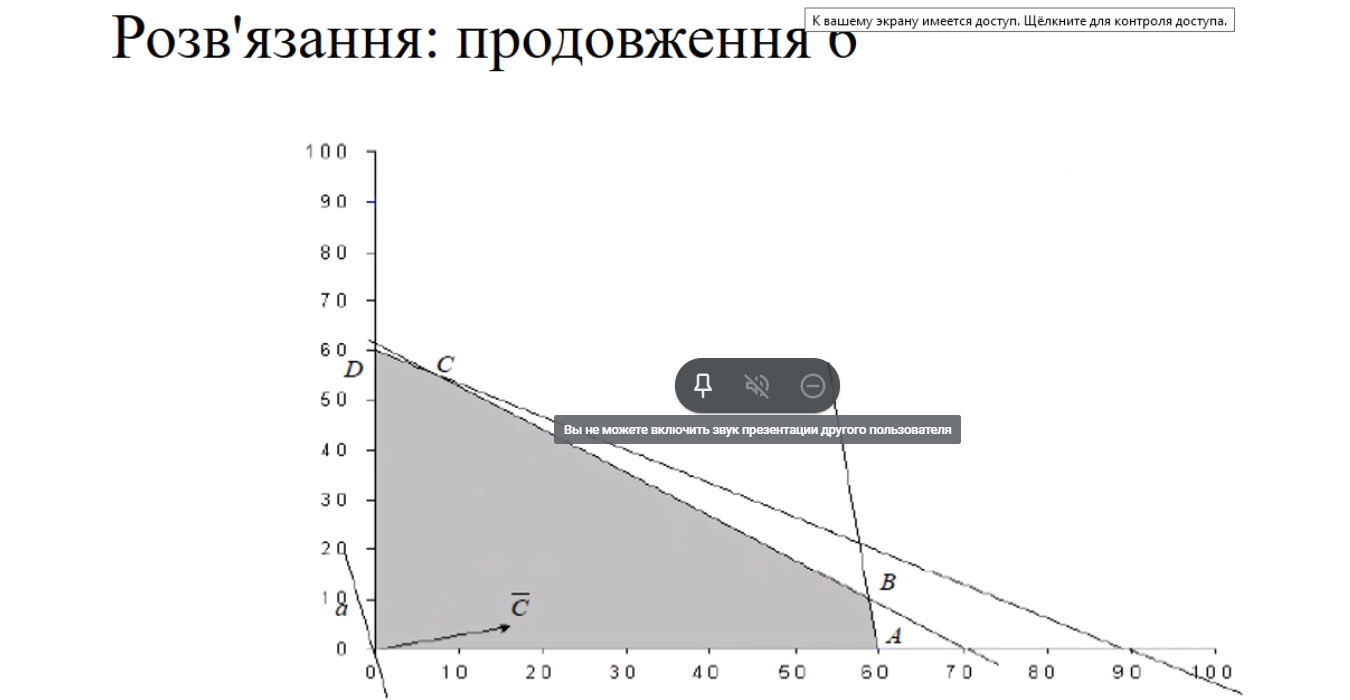 Розв'язання: продовження 6
К вашему экрану имеется доступ. Щёлкните для контроля доступа.
100
90
80
70
60
D
C
50
Вы не можете включить звук презентации другого пользователя
40
30
20
B
10
a
C
A
0
0 10 20 30 40 50 60 70 80 90 100